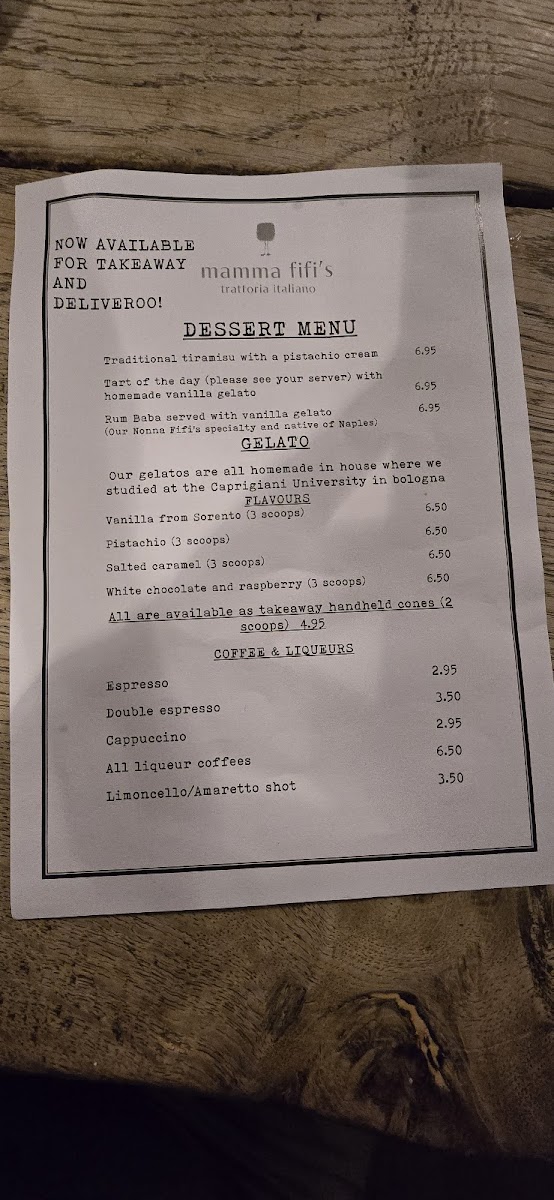 NOW AVAILABLE
FOR TAKEAWAY
AND
DELIVEROO!
mamma fifi's
trattoria italiano
DESSERT MENU
Traditional tiramisu with a pistachio cream 6.95
Tart of the day (please see your server) with
homemade vanilla gelato 6.95
Rum Baba served with vanilla gelato 6.95
(Our Nonna Fifi's specialty and native of Naples)
GELATO
Our gelatos are all homemade in house where we
studied at the Caprigiani University in bologna
FLAVOURS
Vanilla from Sorento (3 scoops) 6.50
Pistachio (3 scoops) 6.50
Salted caramel (3 scoops) 6.50
White chocolate and raspberry (3 scoops) 6.50
All are available as takeaway handheld cones (2
scoops) 4.95
COFFEE & LIQUEURS
Espresso 2.95
Double espresso 3.50
Cappuccino 2.95
All liqueur coffees 6.50
Limoncello/Amaretto shot 3.50